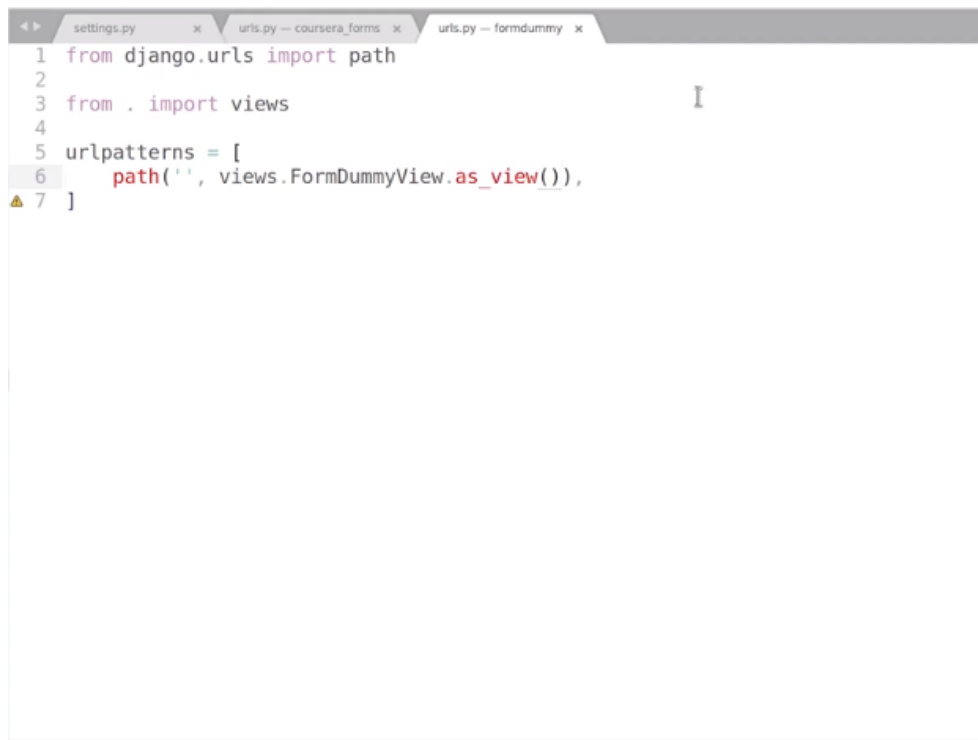 settings.py × urls.py — coursera_forms × urls.py — formdummy ×
1 from django.urls import path
2
3 from . import views
4
5 urlpatterns = [
6     path('', views.FormDummyView.as_view()),
7 ]